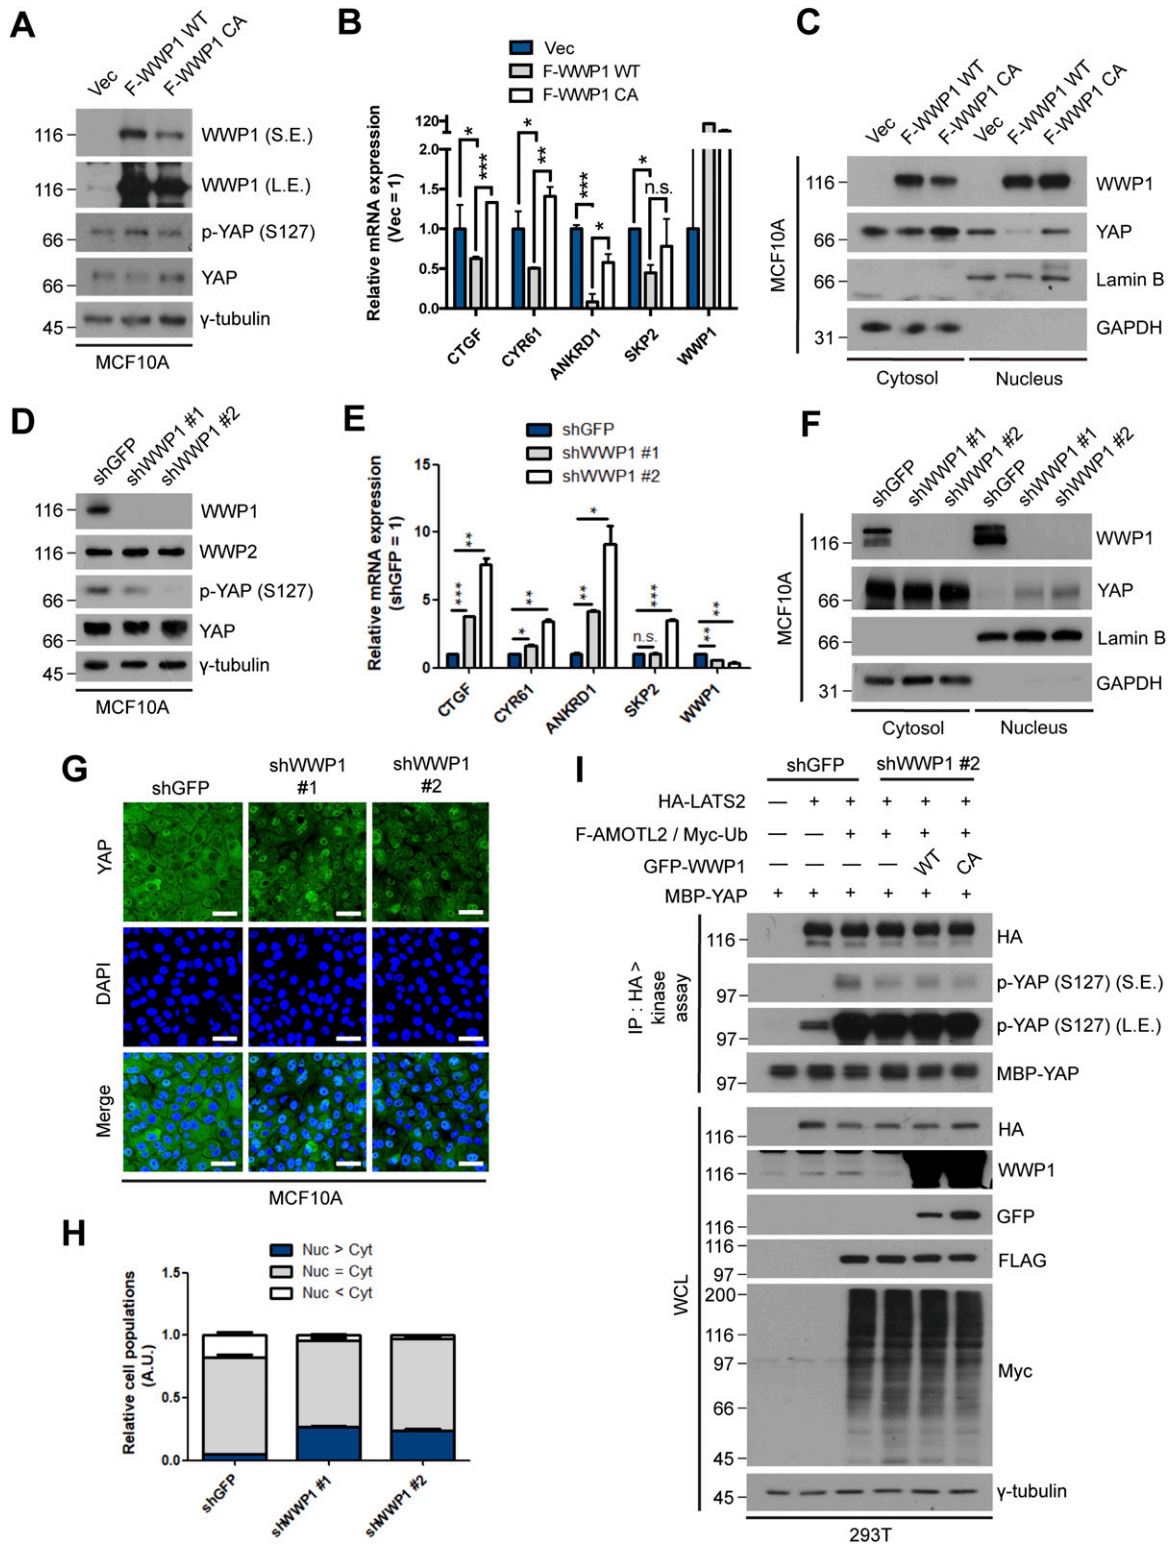 A
Vec
F-WWP1 WT
F-WWP1 CA
116
WWP1 (S.E.)
116
WWP1 (L.E.)
66
p-YAP (S127)
66
YAP
45
γ-tubulin
MCF10A
B
Vec
F-WWP1 WT
F-WWP1 CA
Relative mRNA expression
(Vec = 1)
120
2.0
1.5
1.0
0.5
0.0
* *** * ** *** * * n.s.
CTGF
CYR61
ANKRD1
SKP2
WWP1
C
Vec
F-WWP1 WT
F-WWP1 CA
Vec
F-WWP1 WT
F-WWP1 CA
MCF10A
116
WWP1
66
YAP
66
Lamin B
31
GAPDH
Cytosol
Nucleus
D
shGFP
shWWP1 #1
shWWP1 #2
116
WWP1
116
WWP2
66
p-YAP (S127)
66
YAP
45
γ-tubulin
MCF10A
E
shGFP
shWWP1 #1
shWWP1 #2
Relative mRNA expression
(shGFP = 1)
15
10
5
0
*** ** * ** ** * n.s. *** ** **
CTGF
CYR61
ANKRD1
SKP2
WWP1
F
shGFP
shWWP1 #1
shWWP1 #2
shGFP
shWWP1 #1
shWWP1 #2
MCF10A
116
WWP1
66
YAP
66
Lamin B
31
GAPDH
Cytosol
Nucleus
G
shGFP
shWWP1
#1
shWWP1
#2
YAP
DAPI
Merge
MCF10A
H
Nuc > Cyt
Nuc = Cyt
Nuc < Cyt
Relative cell populations
(A.U.)
1.5
1.0
0.5
0.0
shGFP
shWWP1 #1
shWWP1 #2
I
shGFP
shWWP1 #2
HA-LATS2 — + + + + +
F-AMOTL2 / Myc-Ub — — + + + +
GFP-WWP1 — — — — WT CA
MBP-YAP + + + + + +
IP : HA >
kinase
assay
116
HA
97
p-YAP (S127) (S.E.)
97
p-YAP (S127) (L.E.)
97
MBP-YAP
WCL
116
HA
116
WWP1
116
GFP
116
97
FLAG
200
116
97
66
45
Myc
45
γ-tubulin
293T